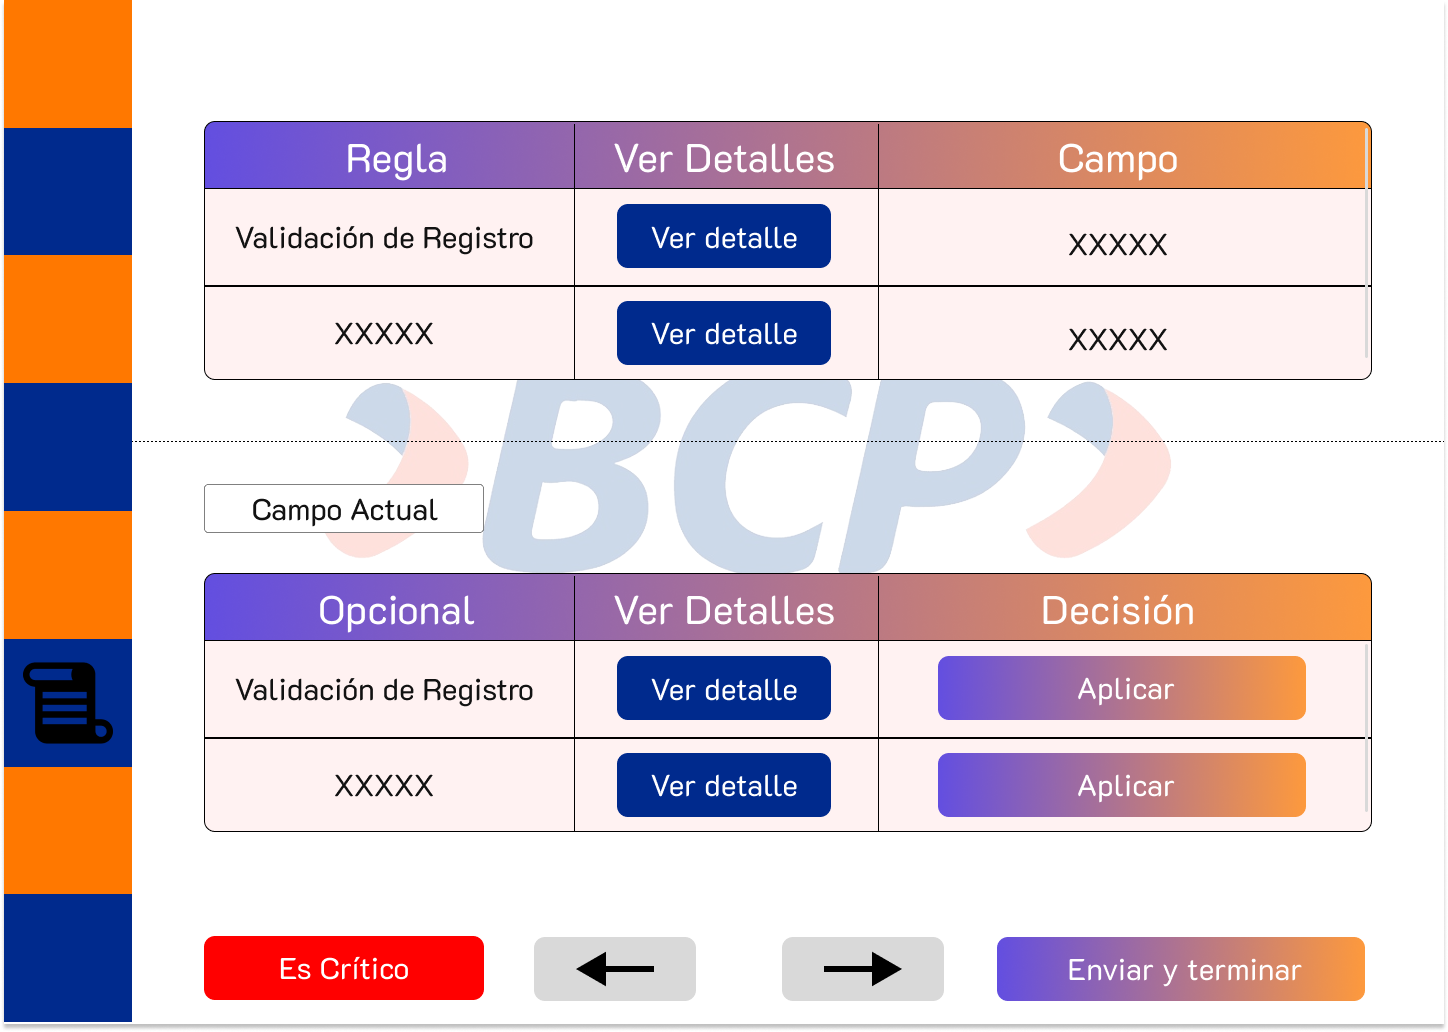 Regla Ver Detalles Campo
Validación de Registro Ver detalle XXXXX
XXXXX Ver detalle XXXXX
BCP
Campo Actual
Opcional Ver Detalles Decisión
Validación de Registro Ver detalle Aplicar
XXXXX Ver detalle Aplicar
Es Crítico Enviar y terminar